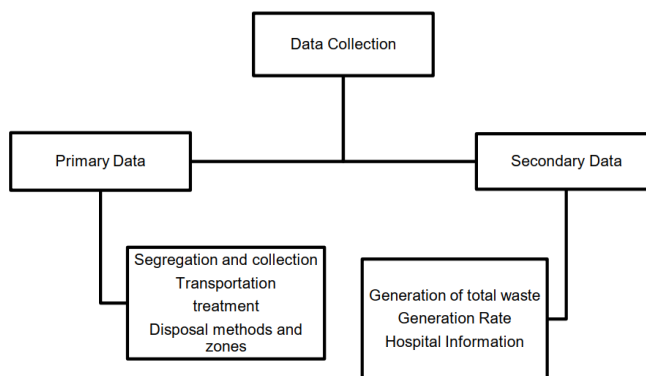 Data Collection
Primary Data
Secondary Data
Segregation and collection
Transportation
treatment
Disposal methods and
zones
Generation of total waste
Generation Rate
Hospital Information